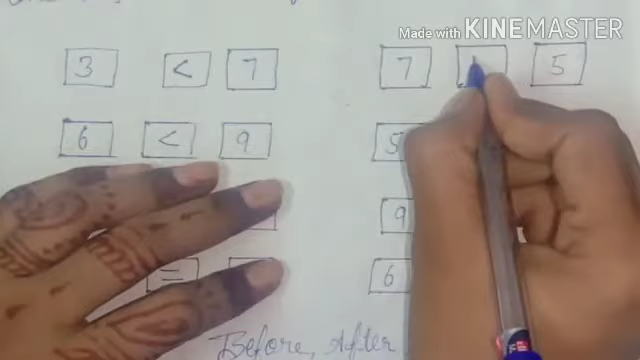 Made with KINEMASTER
3 < 7 7 5
6 < 9 5
9
= 6
Before, After